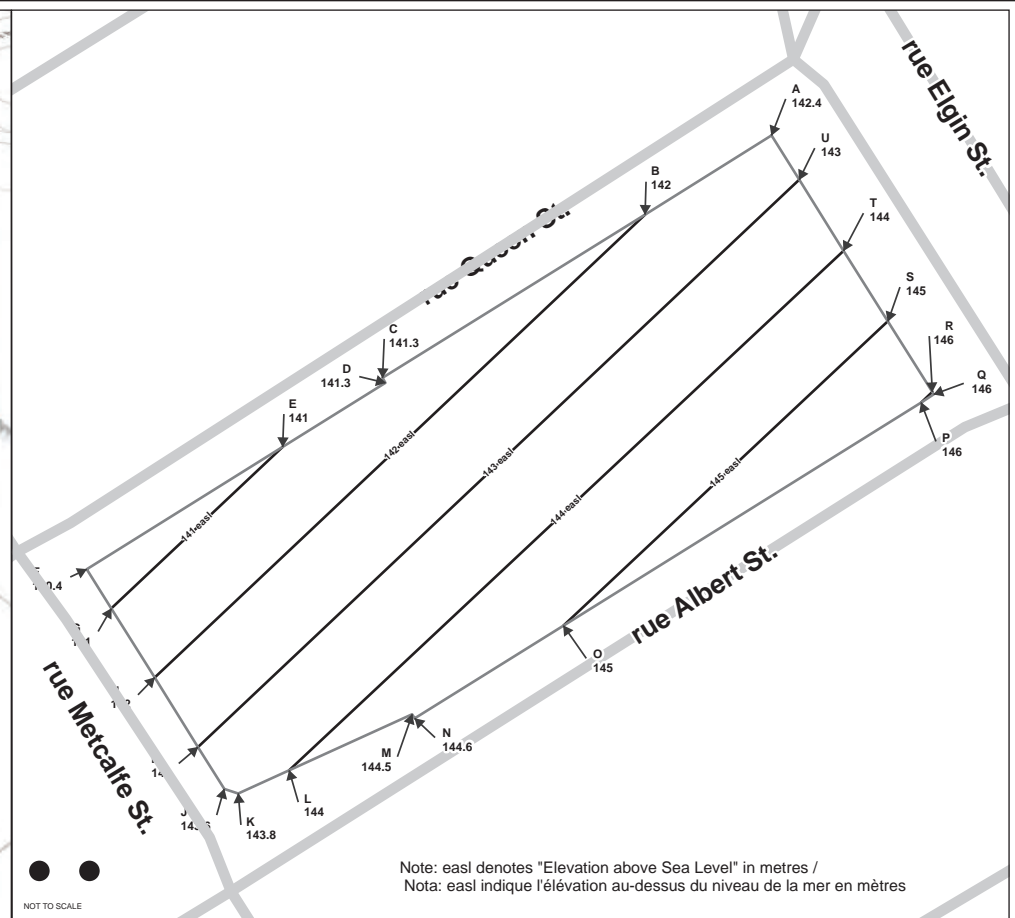 rue Elgin St.
A
142.4
U
143
B
142
T
144
rue Queen St.
S
145
C
141.3
R
146
D
141.3
Q
146
E
141
142 easl
P
146
143 easl
145 easl
141 easl
144 easl
rue Albert St.
O
145
rue Metcalfe St.
N
144.6
M
144.5
L
144
K
143.8
Note: easl denotes "Elevation above Sea Level" in metres /
Nota: easl indique l'élévation au-dessus du niveau de la mer en mètres
NOT TO SCALE